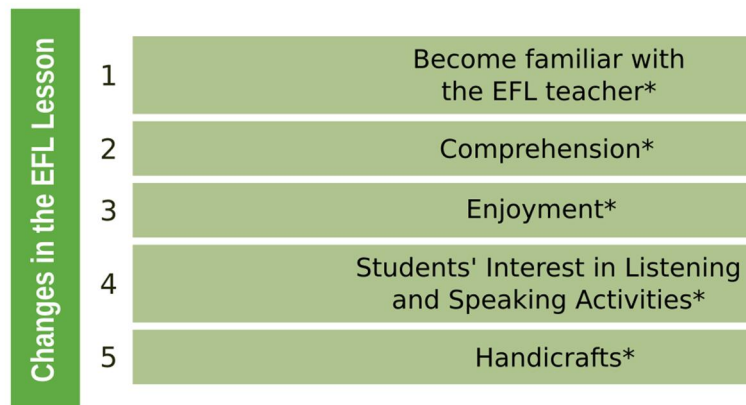 Changes in the EFL Lesson
1
Become familiar with
the EFL teacher*
2
Comprehension*
3
Enjoyment*
4
Students' Interest in Listening
and Speaking Activities*
5
Handicrafts*